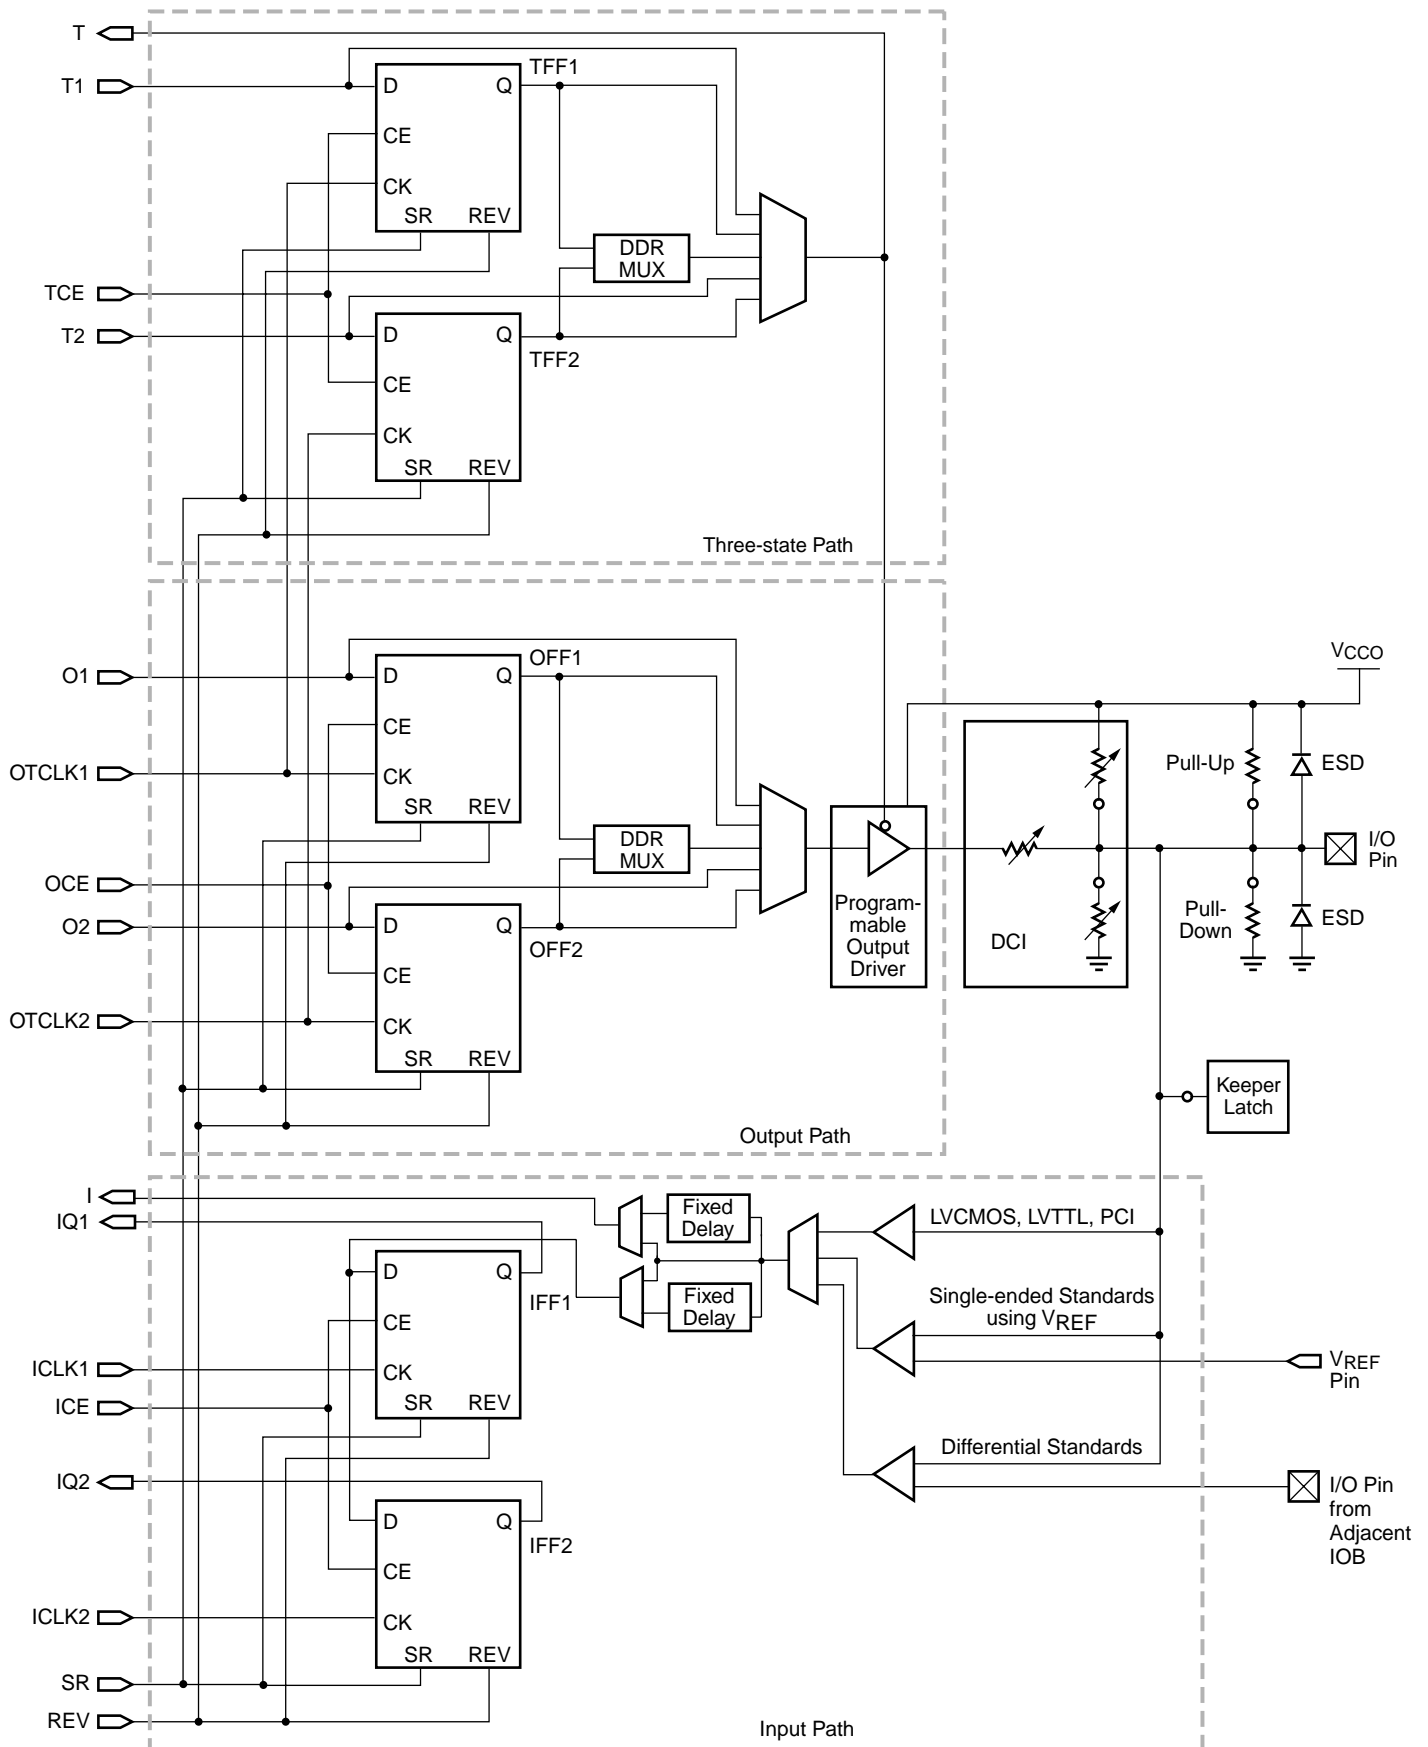 T
T1
D
Q
TFF1
CE
CK
SR
REV
DDR
MUX
TCE
T2
D
Q
TFF2
CE
CK
SR
REV
Three-state Path
O1
D
Q
OFF1
CE
OTCLK1
CK
SR
REV
DDR
MUX
OCE
O2
D
Q
OFF2
CE
OTCLK2
CK
SR
REV
Program-
mable
Output
Driver
DCI
VCCO
Pull-Up
ESD
I/O
Pin
Pull-
Down
ESD
Keeper
Latch
Output Path
I
IQ1
Fixed
Delay
LVCMOS, LVTTL, PCI
D
Q
IFF1
CE
Fixed
Delay
Single-ended Standards
using VREF
ICLK1
CK
VREF
Pin
ICE
SR
REV
Differential Standards
IQ2
I/O Pin
from
Adjacent
IOB
D
Q
IFF2
CE
ICLK2
CK
SR
REV
SR
REV
Input Path